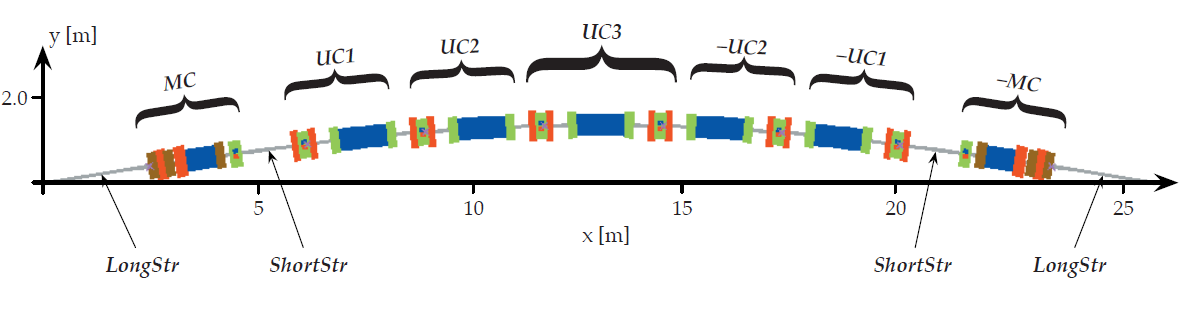 y [m]
2.0
MC
UC1
UC2
UC3
–UC2
–UC1
–MC
5
10
15
20
25
x [m]
LongStr
ShortStr
ShortStr
LongStr